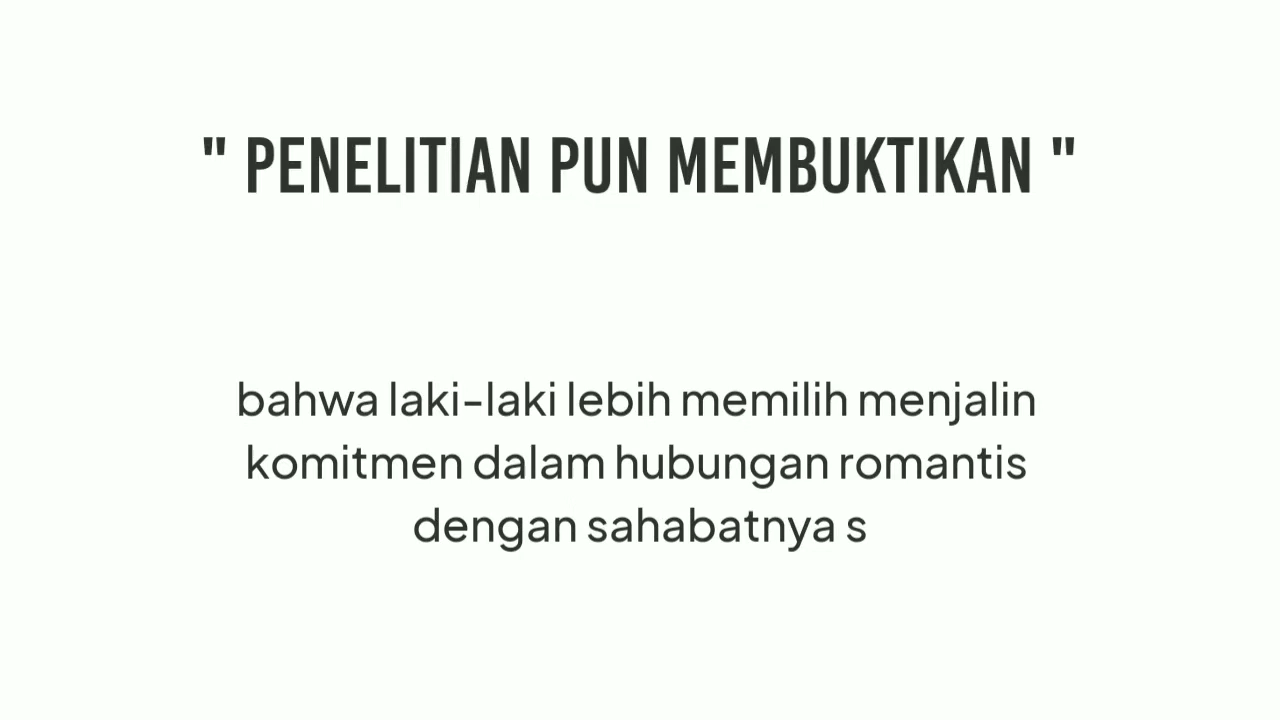 " PENELITIAN PUN MEMBUKTIKAN "
bahwa laki-laki lebih memilih menjalin
komitmen dalam hubungan romantis
dengan sahabatnya s